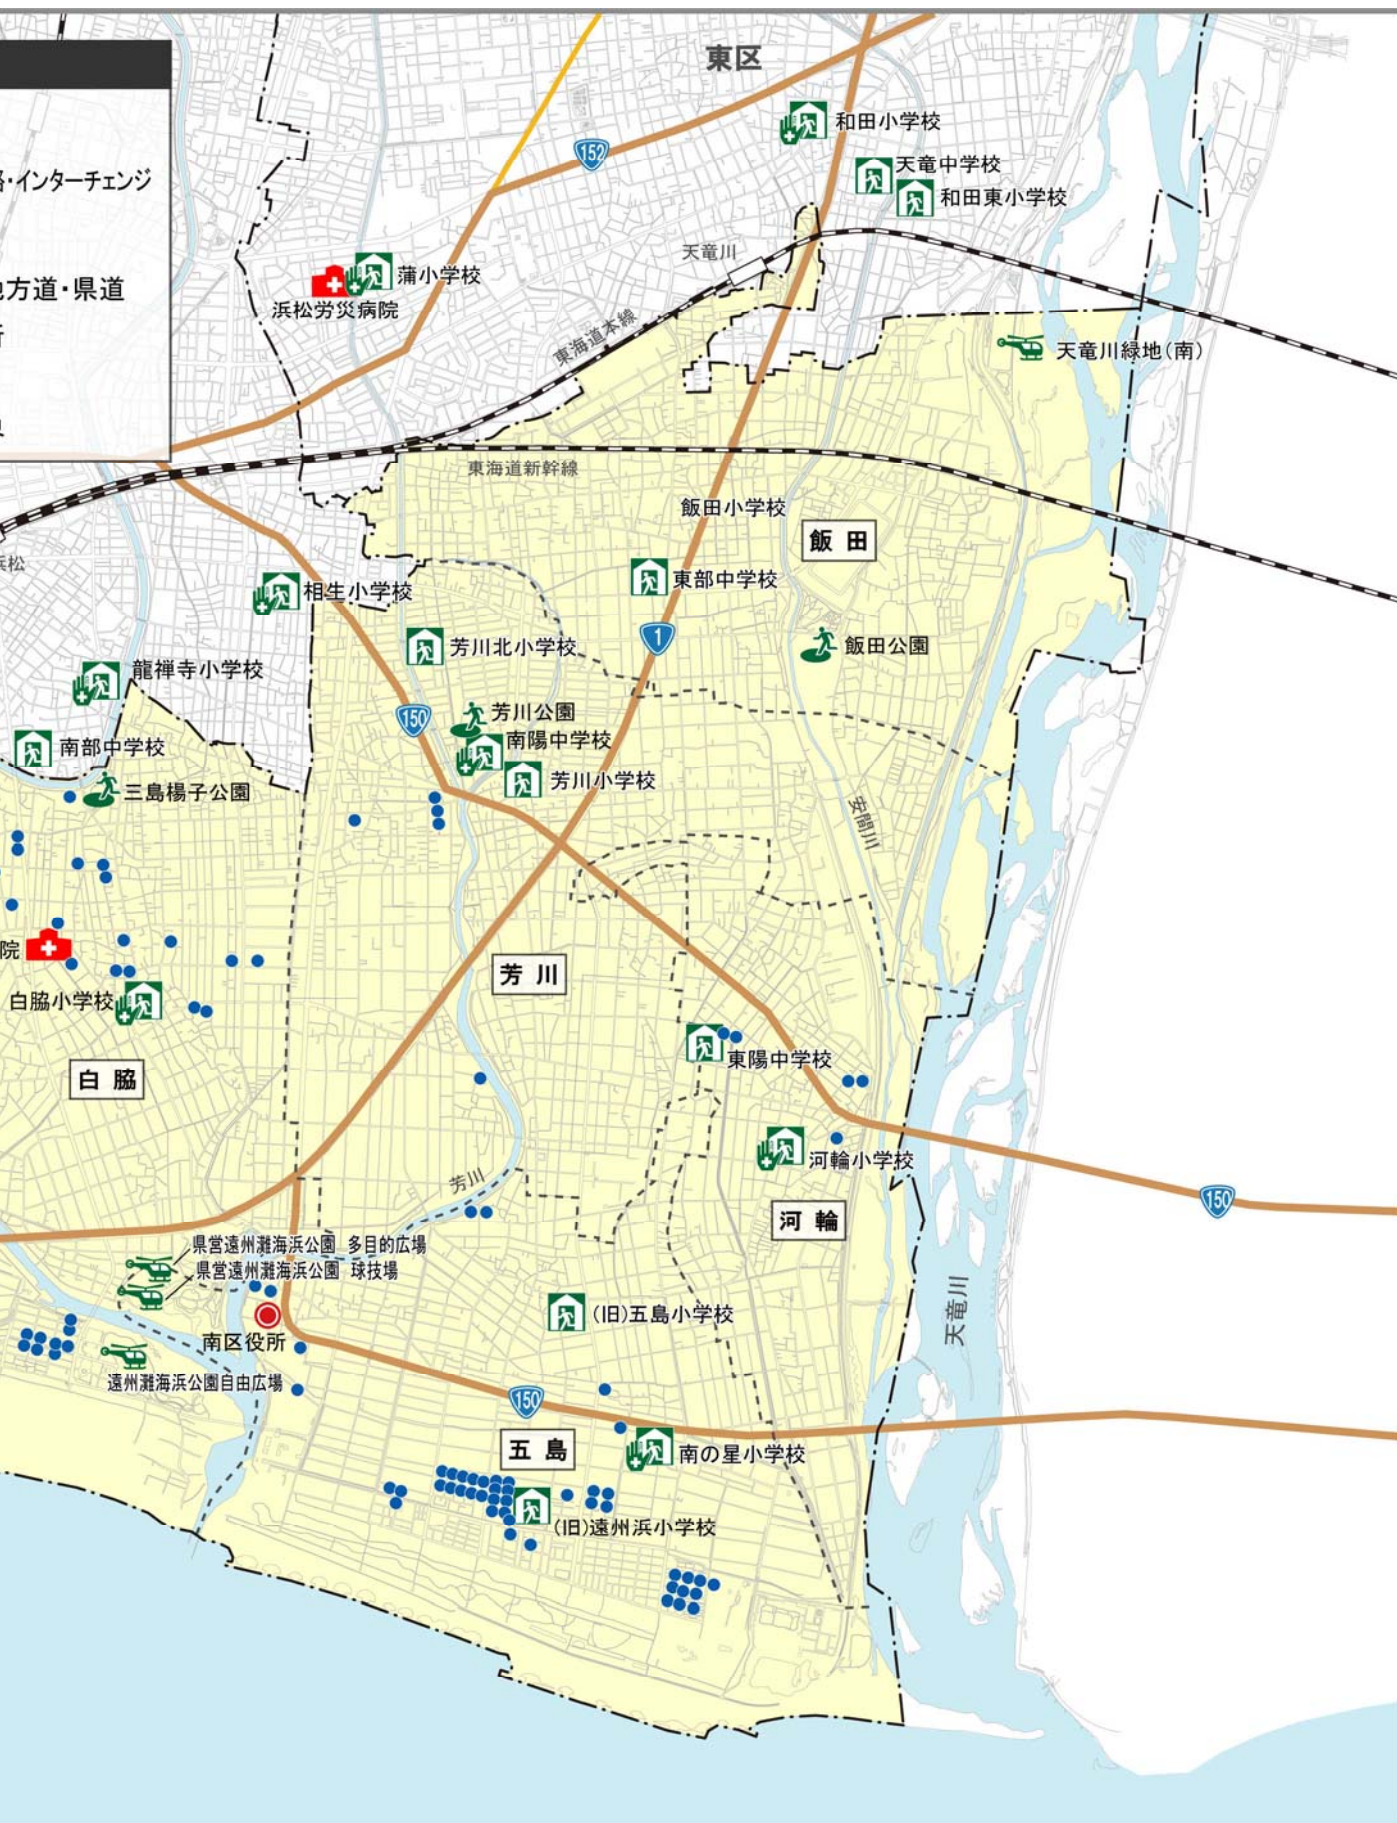 東区
和田小学校
152
天竜中学校
・インターチェンジ
和田東小学校
天竜川
蒲小学校
方道・県道
浜松労災病院
東海道本線
天竜川緑地(南)
東海道新幹線
飯田小学校
飯田
浜松
東部中学校
相生小学校
1
芳川北小学校
飯田公園
龍禅寺小学校
芳川公園
150
南陽中学校
南部中学校
芳川小学校
三島楊子公園
安間川
院
芳川
白脇小学校
東陽中学校
白脇
河輪小学校
芳川
150
河輪
県営遠州灘海浜公園 多目的広場
県営遠州灘海浜公園 球技場
天竜川
(旧)五島小学校
南区役所
遠州灘海浜公園自由広場
150
五島
南の星小学校
(旧)遠州浜小学校